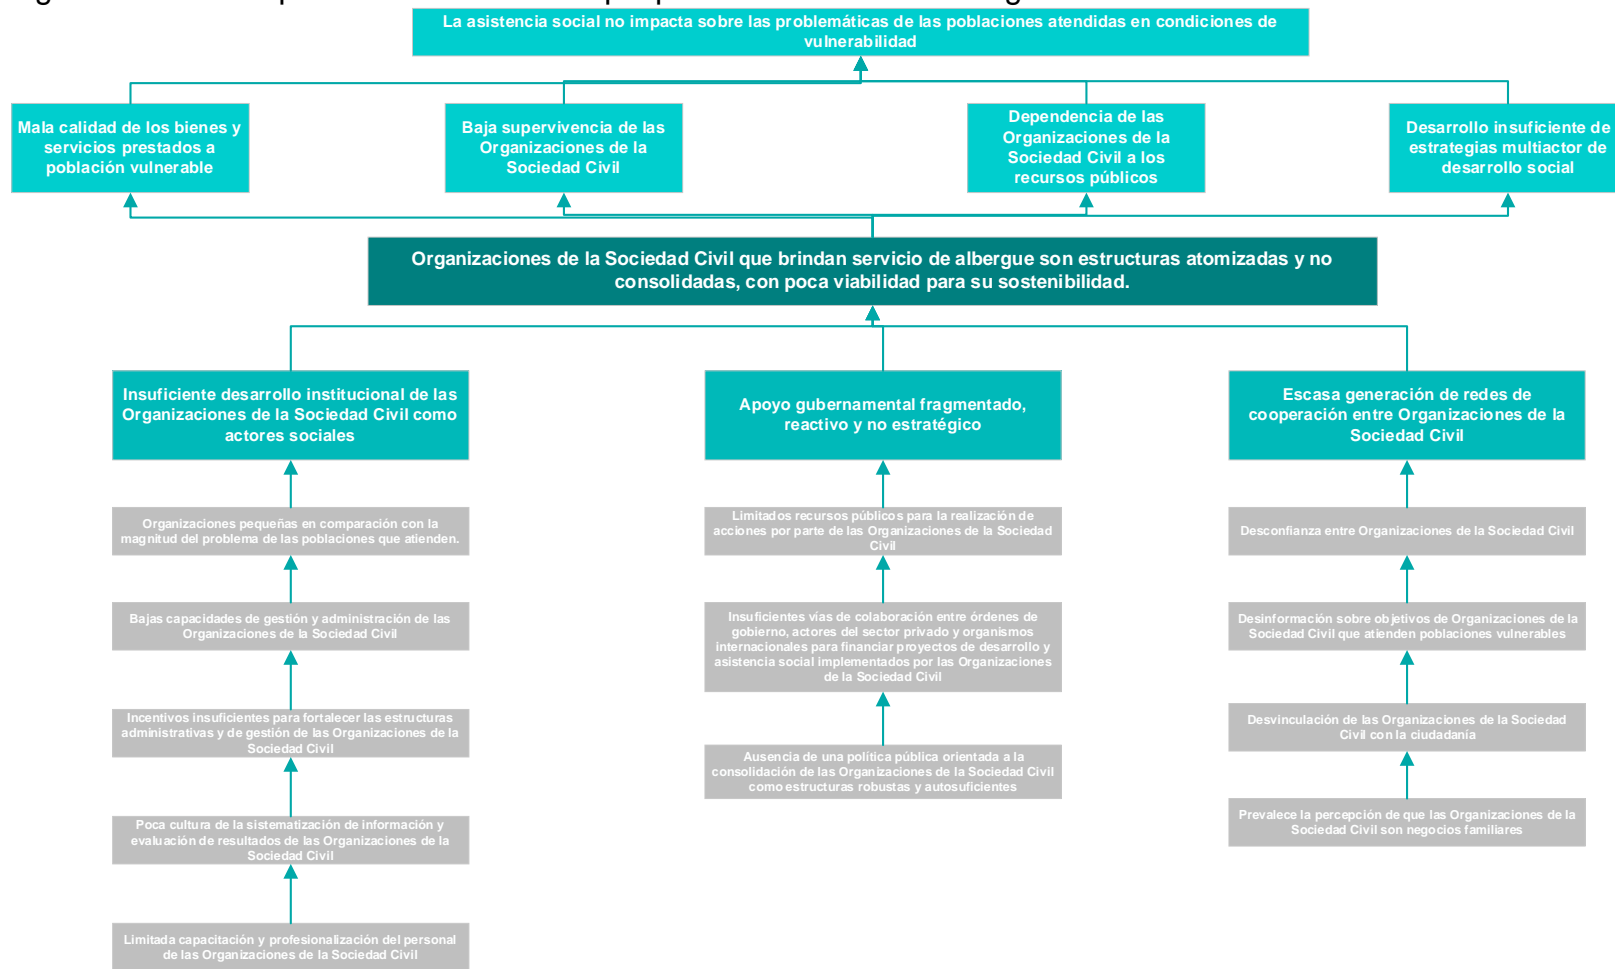 La asistencia social no impacta sobre las problemáticas de las poblaciones atendidas en condiciones de
vulnerabilidad
Mala calidad de los bienes y
servicios prestados a
población vulnerable
Baja supervivencia de las
Organizaciones de la
Sociedad Civil
Dependencia de las
Organizaciones de la
Sociedad Civil a los
recursos públicos
Desarrollo insuficiente de
estrategias multiactor de
desarrollo social
Organizaciones de la Sociedad Civil que brindan servicio de albergue son estructuras atomizadas y no
consolidadas, con poca viabilidad para su sostenibilidad.
Insuficiente desarrollo institucional de las
Organizaciones de la Sociedad Civil como
actores sociales
Apoyo gubernamental fragmentado,
reactivo y no estratégico
Escasa generación de redes de
cooperación entre Organizaciones de la
Sociedad Civil
Organizaciones pequeñas en comparación con la
magnitud del problema de las poblaciones que atienden.
Limitados recursos públicos para la realización de
acciones por parte de las Organizaciones de la Sociedad
Civil
Desconfianza entre Organizaciones de la Sociedad Civil
Bajas capacidades de gestión y administración de las
Organizaciones de la Sociedad Civil
Insuficientes vías de colaboración entre órdenes de
gobierno, actores del sector privado y organismos
internacionales para financiar proyectos de desarrollo y
asistencia social implementados por las Organizaciones
de la Sociedad Civil
Desinformación sobre objetivos de Organizaciones de la
Sociedad Civil que atienden poblaciones vulnerables
Incentivos insuficientes para fortalecer las estructuras
administrativas y de gestión de las Organizaciones de la
Sociedad Civil
Ausencia de una política pública orientada a la
consolidación de las Organizaciones de la Sociedad Civil
como estructuras robustas y autosuficientes
Desvinculación de las Organizaciones de la Sociedad
Civil con la ciudadanía
Poca cultura de la sistematización de información y
evaluación de resultados de las Organizaciones de la
Sociedad Civil
Prevalece la percepción de que las Organizaciones de la
Sociedad Civil son negocios familiares
Limitada capacitación y profesionalización del personal
de las Organizaciones de la Sociedad Civil